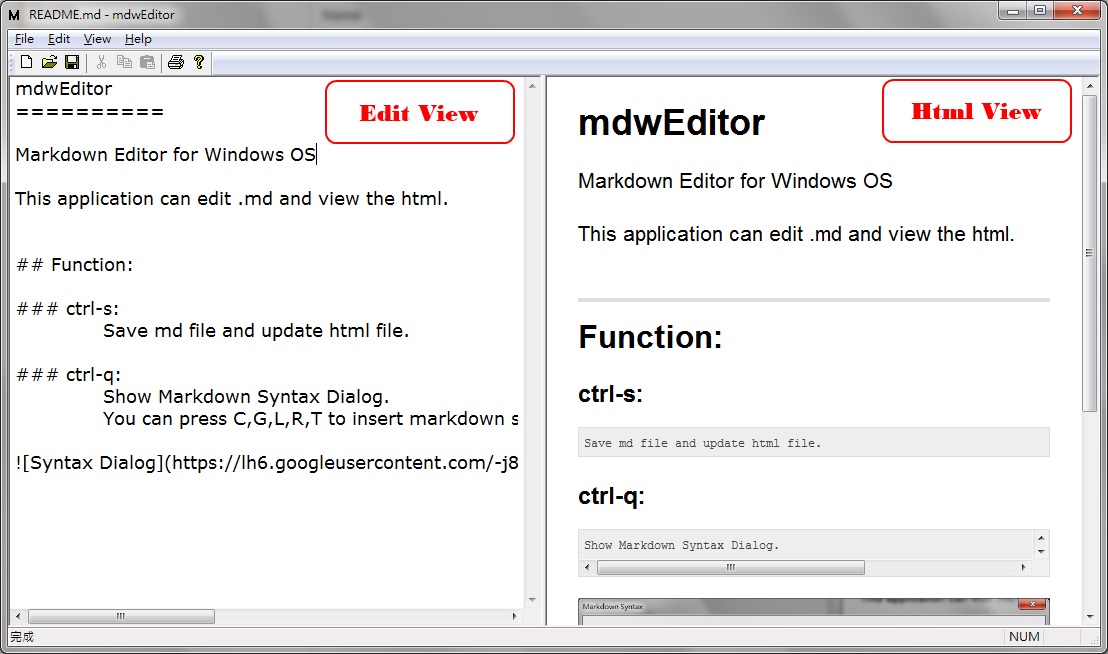 README.md - mdwEditor
File Edit View Help
mdwEditor
==========
Edit View
Markdown Editor for Windows OS
This application can edit .md and view the html.
## Function:
### ctrl-s:
Save md file and update html file.
### ctrl-q:
Show Markdown Syntax Dialog.
You can press C,G,L,R,T to insert markdown s
![Syntax Dialog](https://lh6.googleusercontent.com/-j8
mdwEditor
Html View
Markdown Editor for Windows OS
This application can edit .md and view the html.
Function:
ctrl-s:
Save md file and update html file.
ctrl-q:
Show Markdown Syntax Dialog.
Markdown Syntax
完成
NUM